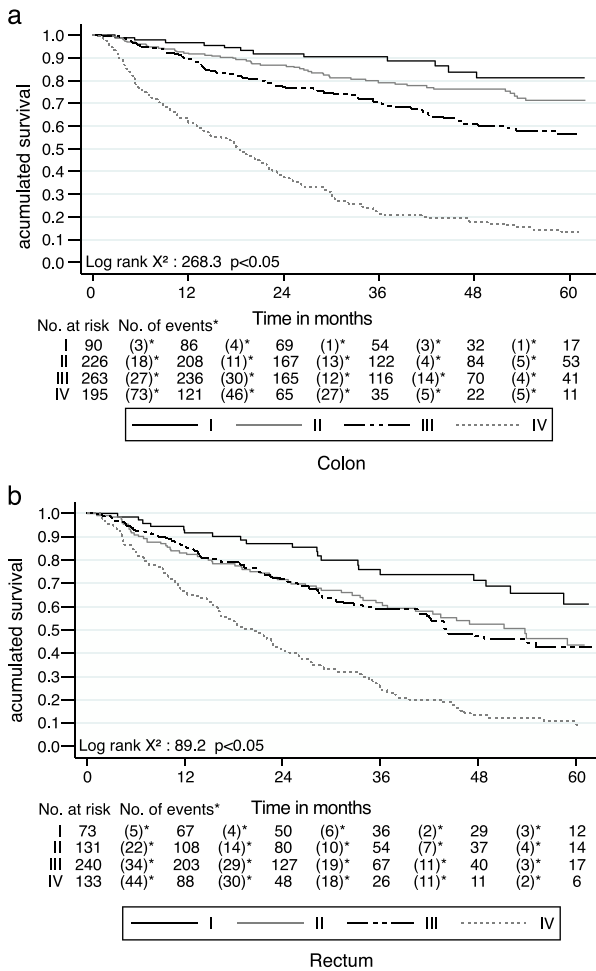 a
acumulated survival
1.0
0.9
0.8
0.7
0.6
0.5
0.4
0.3
0.2
0.1
0.0
Log rank X² : 268.3 p<0.05
0 12 24 36 48 60
Time in months
No. at risk No. of events*
I 90 (3)* 86 (4)* 69 (1)* 54 (3)* 32 (1)* 17
II 226 (18)* 208 (11)* 167 (13)* 122 (4)* 84 (5)* 53
III 263 (27)* 236 (30)* 165 (12)* 116 (14)* 70 (4)* 41
IV 195 (73)* 121 (46)* 65 (27)* 35 (5)* 22 (5)* 11
I II III IV
Colon
b
acumulated survival
1.0
0.9
0.8
0.7
0.6
0.5
0.4
0.3
0.2
0.1
0.0
Log rank X² : 89.2 p<0.05
0 12 24 36 48 60
No. at risk No. of events* Time in months
I 73 (5)* 67 (4)* 50 (6)* 36 (2)* 29 (3)* 12
II 131 (22)* 108 (14)* 80 (10)* 54 (7)* 37 (4)* 14
III 240 (34)* 203 (29)* 127 (19)* 67 (11)* 40 (3)* 17
IV 133 (44)* 88 (30)* 48 (18)* 26 (11)* 11 (2)* 6
I II III IV
Rectum